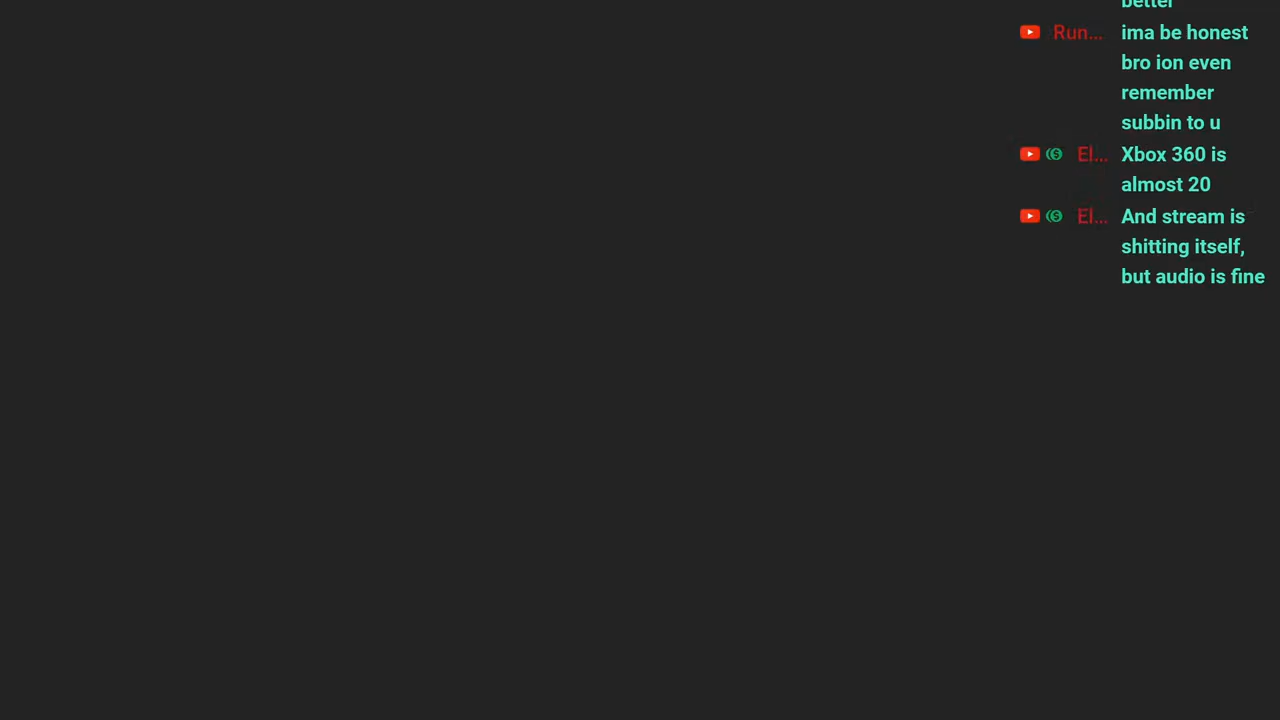 better
Run... ima be honest
bro ion even
remember
subbin to u
El... Xbox 360 is
almost 20
El... And stream is
shitting itself,
but audio is fine